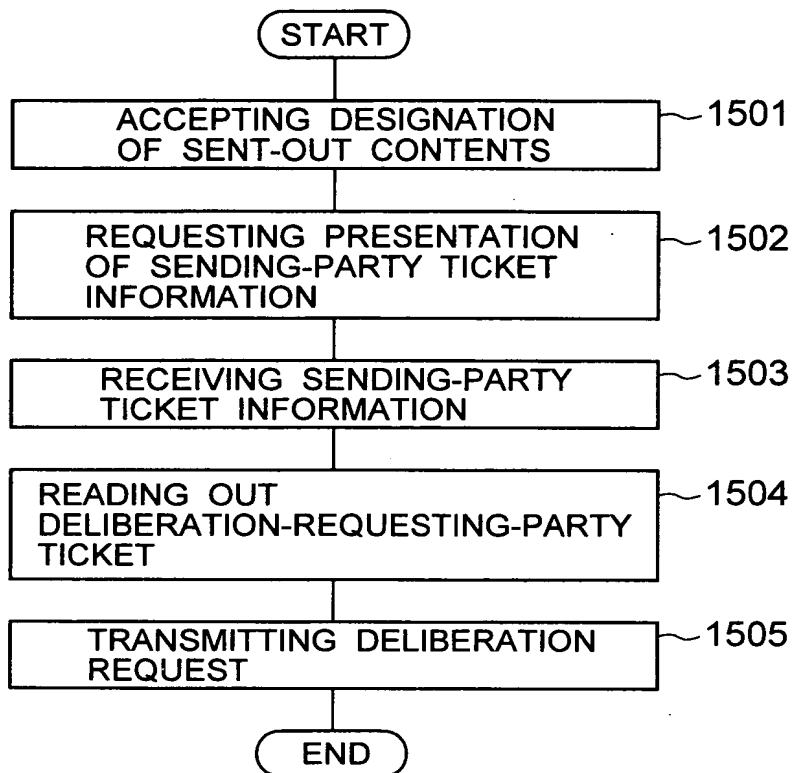 START
ACCEPTING DESIGNATION
OF SENT-OUT CONTENTS
1501
REQUESTING PRESENTATION
OF SENDING-PARTY TICKET
INFORMATION
1502
RECEIVING SENDING-PARTY
TICKET INFORMATION
1503
READING OUT
DELIBERATION-REQUESTING-PARTY
TICKET
1504
TRANSMITTING DELIBERATION
REQUEST
1505
END